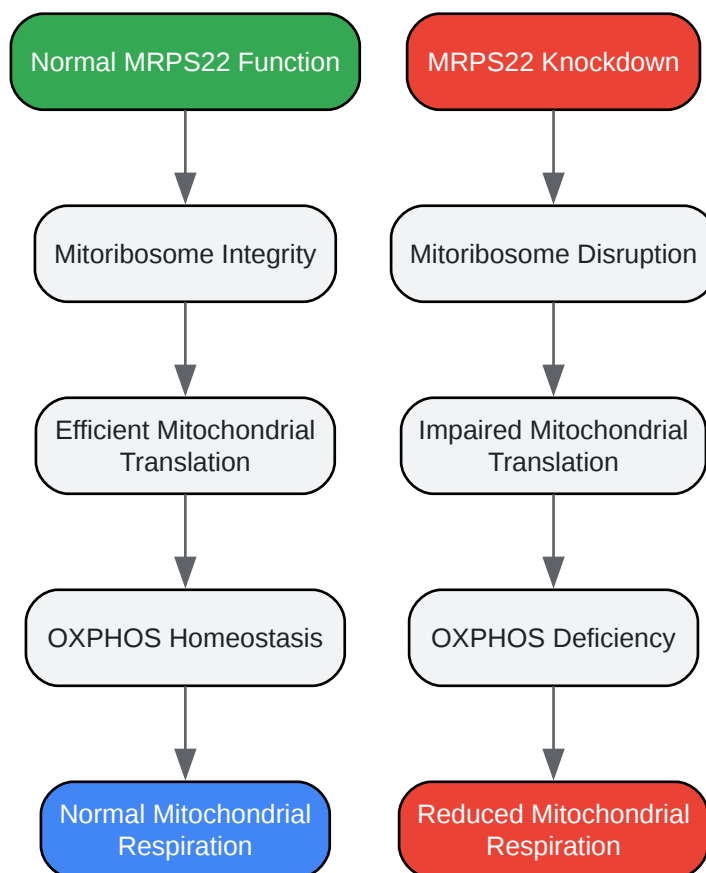 Normal MRPS22 Function
MRPS22 Knockdown
Mitoribosome Integrity
Mitoribosome Disruption
Efficient Mitochondrial
Translation
Impaired Mitochondrial
Translation
OXPHOS Homeostasis
OXPHOS Deficiency
Normal Mitochondrial
Respiration
Reduced Mitochondrial
Respiration